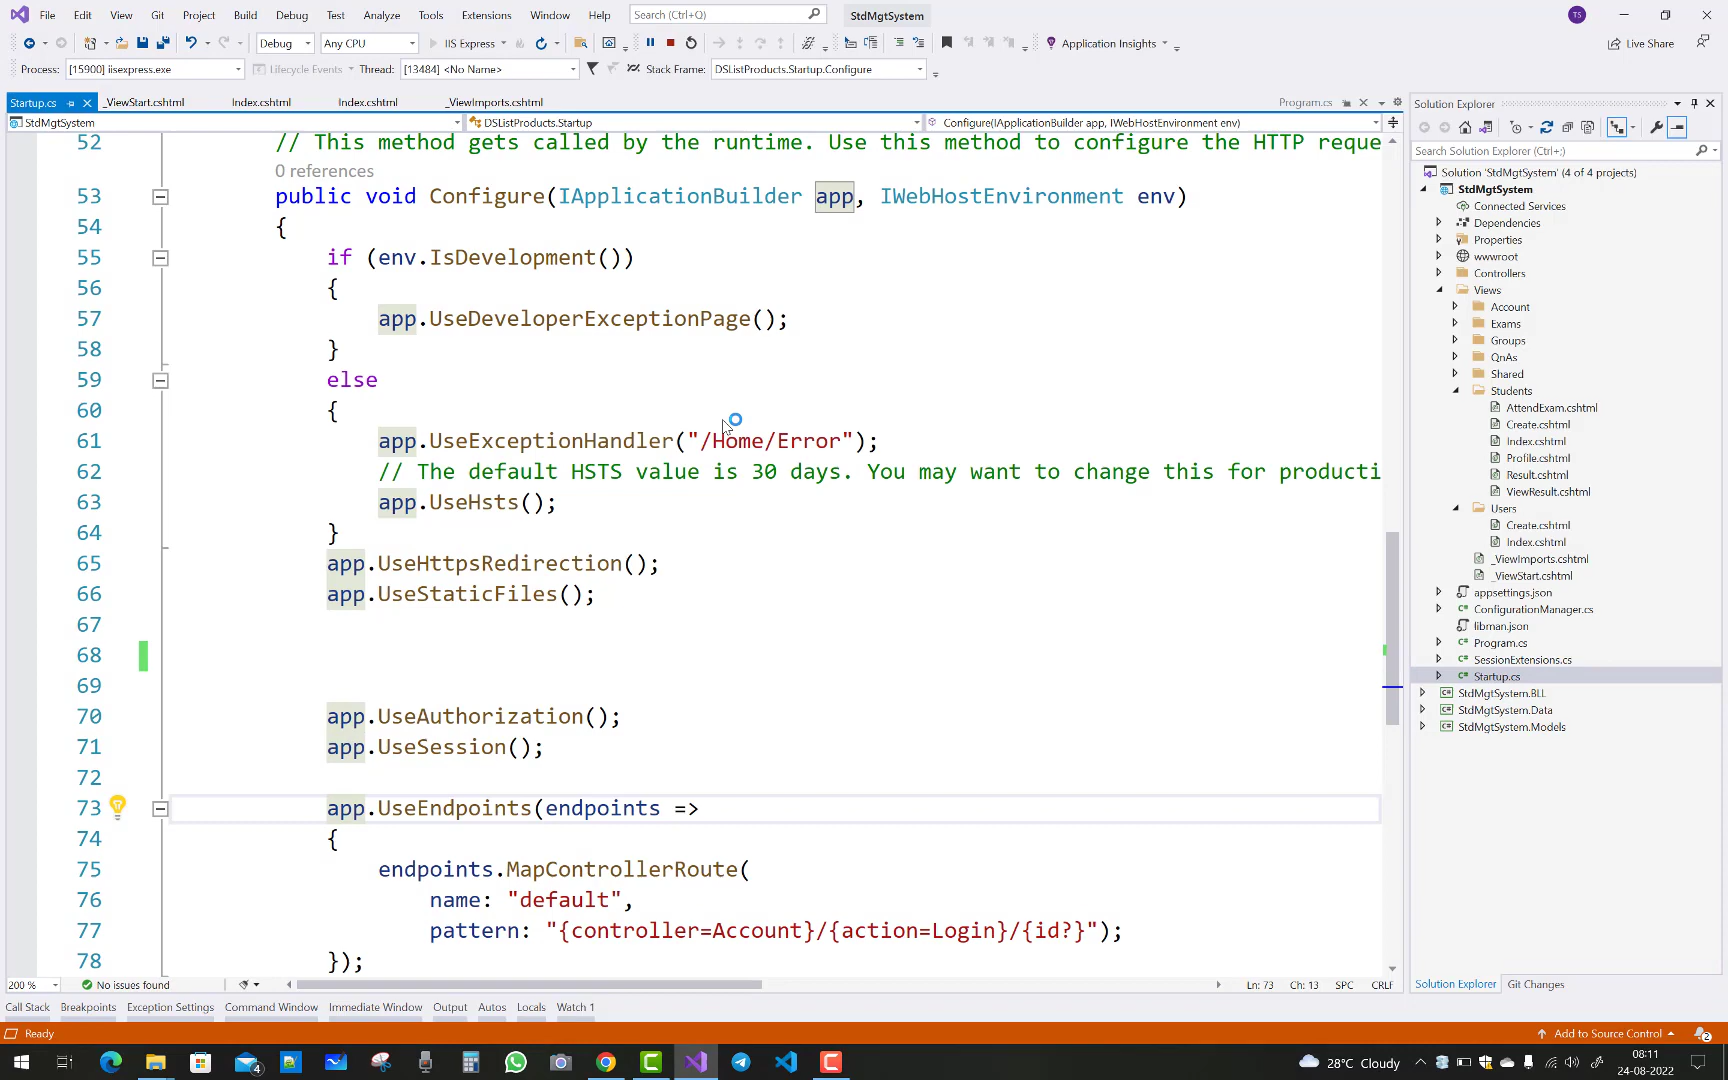 File Edit View Git Project Build Debug Test Analyze Tools Extensions Window Help Search (Ctrl+Q) StdMgtSystem TS
Debug Any CPU IIS Express Application Insights Live Share
Process: [15900] iisexpress.exe Lifecycle Events Thread: [13484] <No Name> Stack Frame: DSListProducts.Startup.Configure
Startup.cs _ViewStart.cshtml Index.cshtml Index.cshtml _ViewImports.cshtml Program.cs
StdMgtSystem DSListProducts.Startup Configure(IApplicationBuilder app, IWebHostEnvironment env)
52 // This method gets called by the runtime. Use this method to configure the HTTP reque
0 references
53 public void Configure(IApplicationBuilder app, IWebHostEnvironment env)
54 {
55 if (env.IsDevelopment())
56 {
57 app.UseDeveloperExceptionPage();
58 }
59 else
60 {
61 app.UseExceptionHandler("/Home/Error");
62 // The default HSTS value is 30 days. You may want to change this for producti
63 app.UseHsts();
64 }
65 app.UseHttpsRedirection();
66 app.UseStaticFiles();
67
68
69
70 app.UseAuthorization();
71 app.UseSession();
72
73 app.UseEndpoints(endpoints =>
74 {
75 endpoints.MapControllerRoute(
76 name: "default",
77 pattern: "{controller=Account}/{action=Login}/{id?}");
78 });
200 % No issues found Ln: 73 Ch: 13 SPC CRLF
Solution Explorer
Search Solution Explorer (Ctrl+;)
Solution 'StdMgtSystem' (4 of 4 projects)
StdMgtSystem
Connected Services
Dependencies
Properties
wwwroot
Controllers
Views
Account
Exams
Groups
QnAs
Shared
Students
AttendExam.cshtml
Create.cshtml
Index.cshtml
Profile.cshtml
Result.cshtml
ViewResult.cshtml
Users
Create.cshtml
Index.cshtml
_ViewImports.cshtml
_ViewStart.cshtml
appsettings.json
ConfigurationManager.cs
libman.json
Program.cs
SessionExtensions.cs
Startup.cs
StdMgtSystem.BLL
StdMgtSystem.Data
StdMgtSystem.Models
Solution Explorer Git Changes
Call Stack Breakpoints Exception Settings Command Window Immediate Window Output Autos Locals Watch 1
Ready Add to Source Control 2
4 28°C Cloudy 08:11
24-08-2022